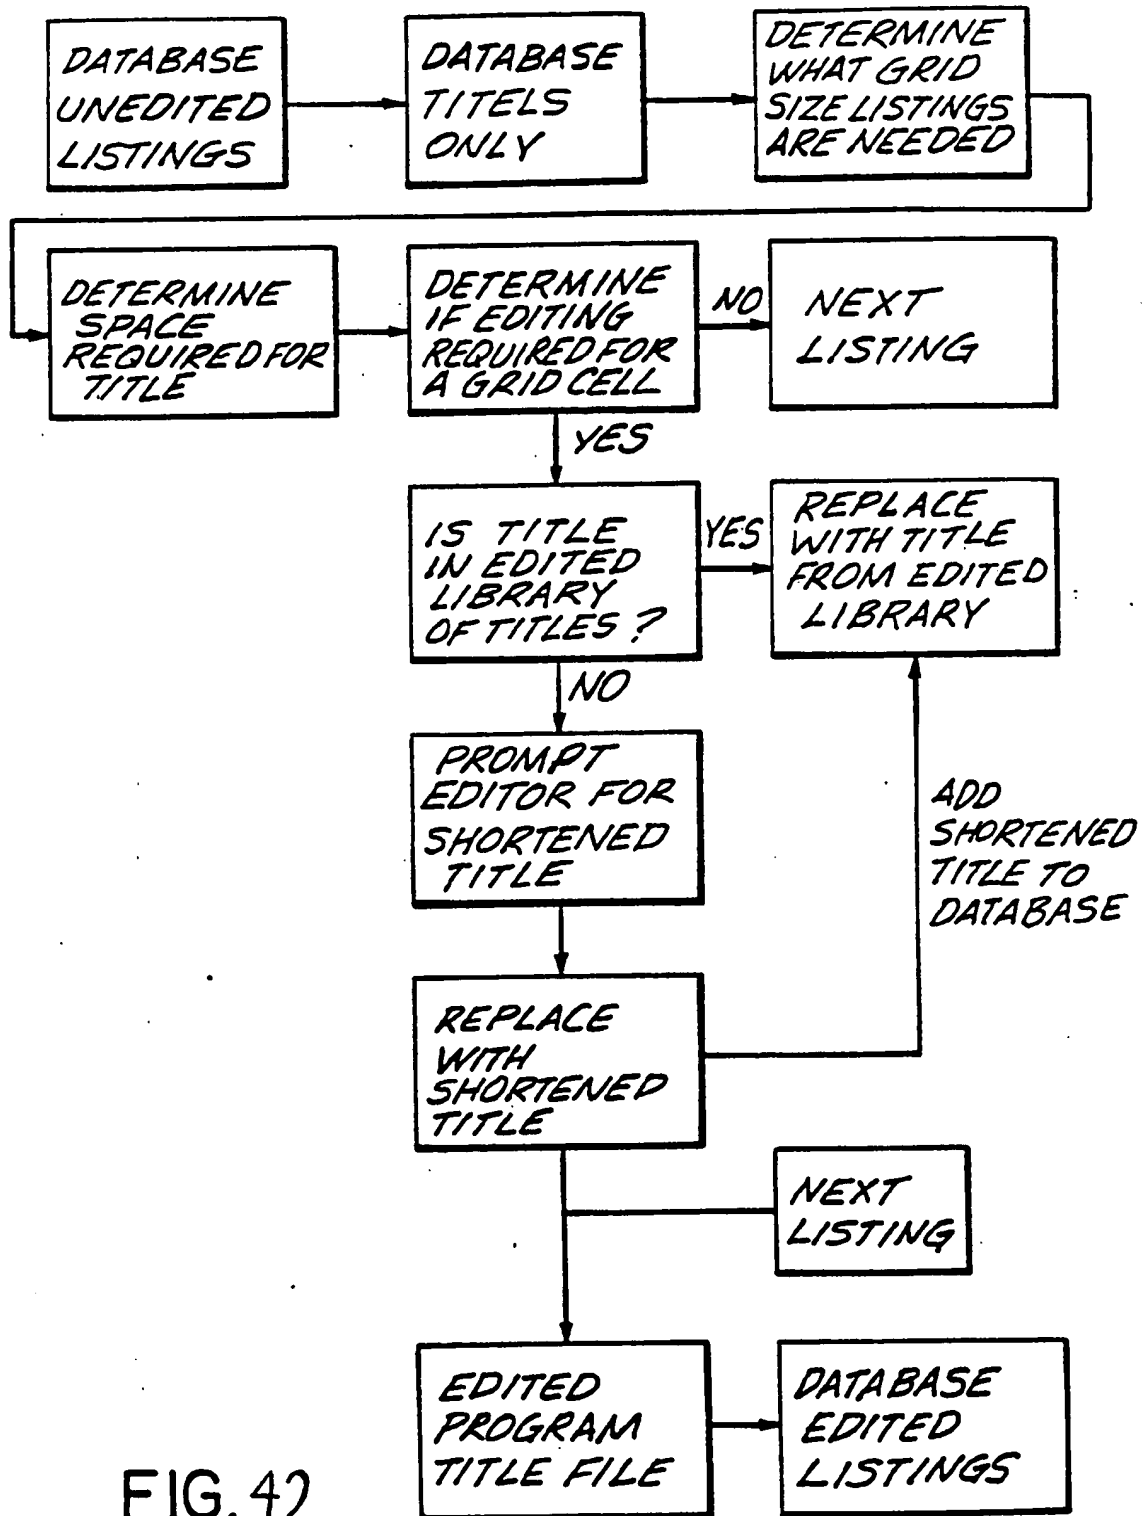 DATABASE
UNEDITED
LISTINGS
DATABASE
TITELS
ONLY
DETERMINE
WHAT GRID
SIZE LISTINGS
ARE NEEDED
DETERMINE
SPACE
REQUIRED FOR
TITLE
DETERMINE
IF EDITING
REQUIRED FOR
A GRID CELL
NO
NEXT
LISTING
YES
IS TITLE
IN EDITED
LIBRARY
OF TITLES?
YES
REPLACE
WITH TITLE
FROM EDITED
LIBRARY
NO
PROMPT
EDITOR FOR
SHORTENED
TITLE
ADD
SHORTENED
TITLE TO
DATABASE
REPLACE
WITH
SHORTENED
TITLE
NEXT
LISTING
EDITED
PROGRAM
TITLE FILE
DATABASE
EDITED
LISTINGS
FIG. 42